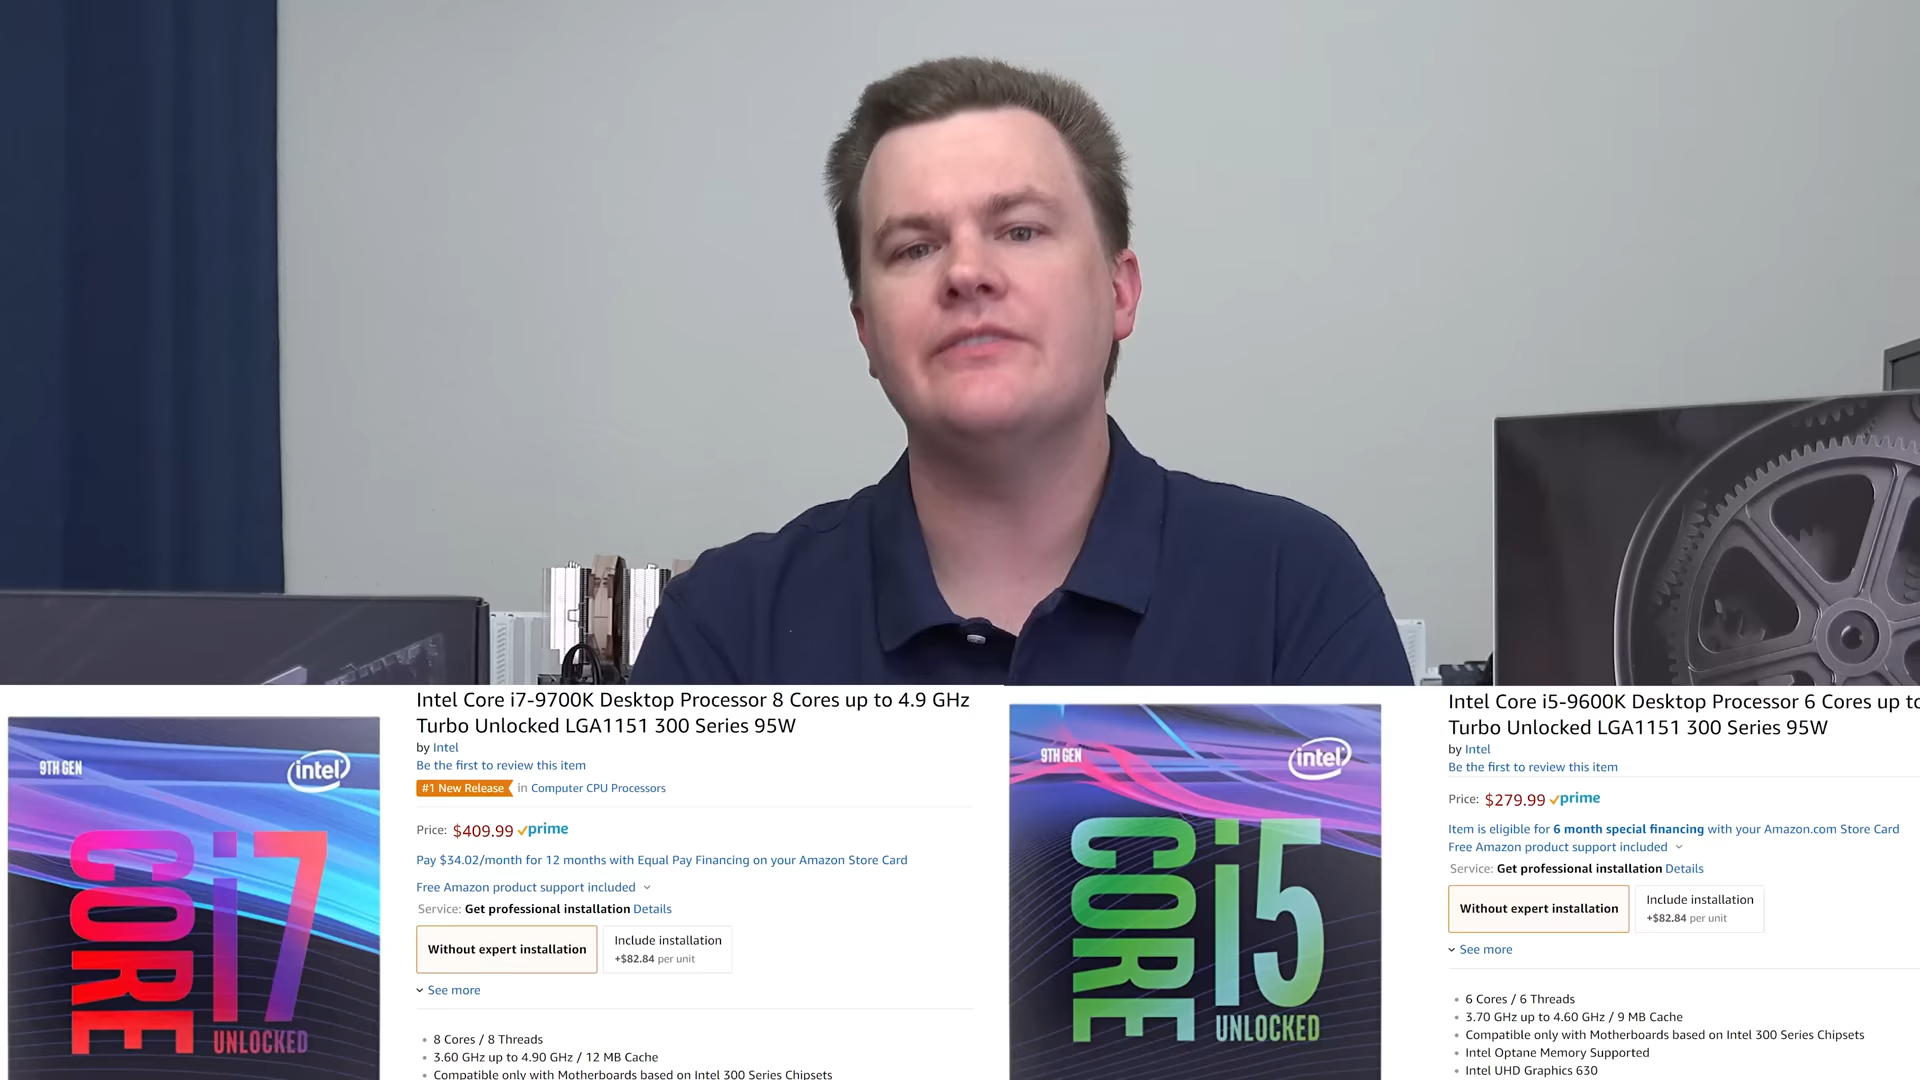 Intel Core i7-9700K Desktop Processor 8 Cores up to 4.9 GHz
Turbo Unlocked LGA1151 300 Series 95W
by Intel
Be the first to review this item
#1 New Release in Computer CPU Processors
Price: $409.99 prime
Pay $34.02/month for 12 months with Equal Pay Financing on your Amazon Store Card
Free Amazon product support included
Service: Get professional installation Details
Without expert installation
Include installation
+$82.84 per unit
See more
8 Cores / 8 Threads
3.60 GHz up to 4.90 GHz / 12 MB Cache
Compatible only with Motherboards based on Intel 300 Series Chipsets
9TH GEN
intel
CORE
i7
UNLOCKED
Intel Core i5-9600K Desktop Processor 6 Cores up to
Turbo Unlocked LGA1151 300 Series 95W
by Intel
Be the first to review this item
Price: $279.99 prime
Item is eligible for 6 month special financing with your Amazon.com Store Card
Free Amazon product support included
Service: Get professional installation Details
Without expert installation
Include installation
+$82.84 per unit
See more
6 Cores / 6 Threads
3.70 GHz up to 4.60 GHz / 9 MB Cache
Compatible only with Motherboards based on Intel 300 Series Chipsets
Intel Optane Memory Supported
Intel UHD Graphics 630
9TH GEN
intel
CORE
i5
UNLOCKED